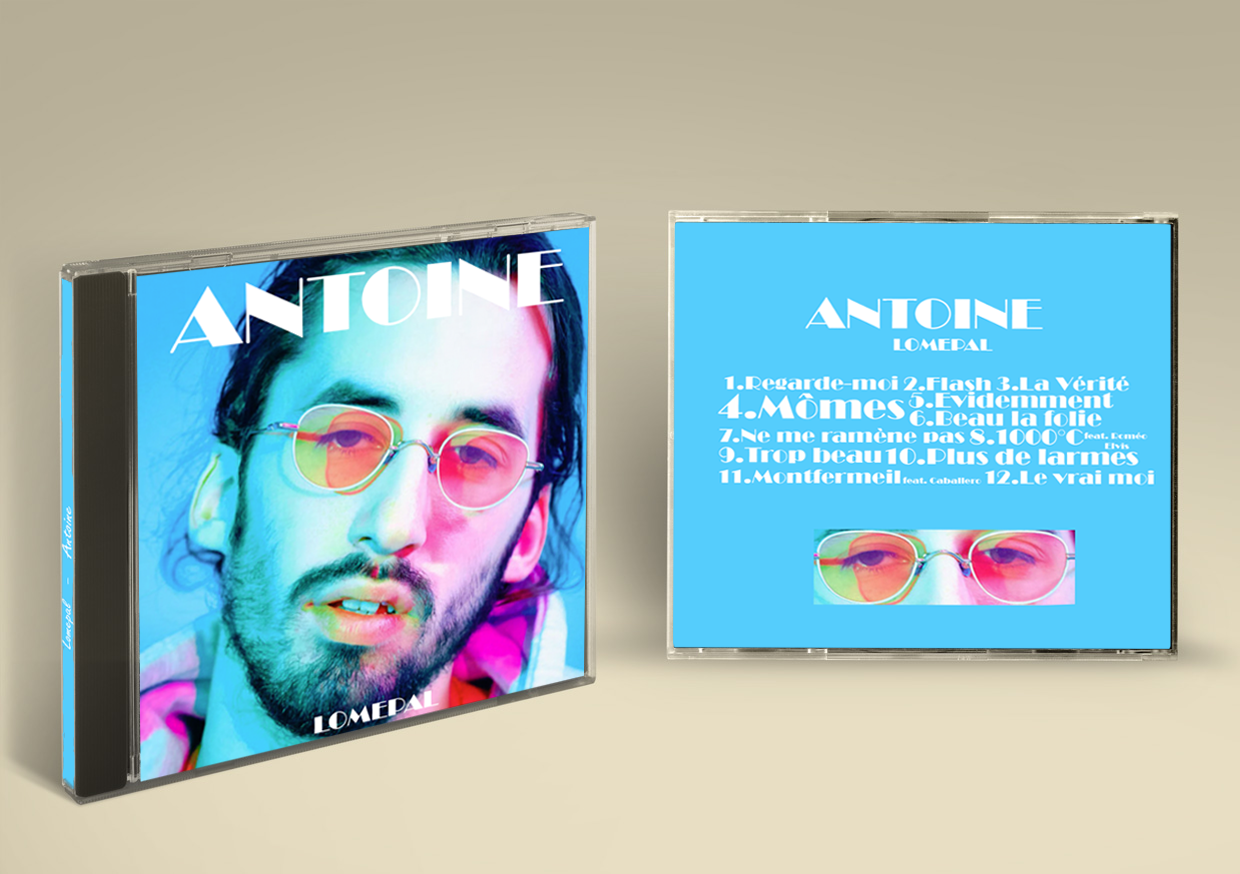 ANTOINE
LOMEPAL
Lomepal - Antoine
ANTOINE
LOMEPAL
1.Regarde-moi 2.Flash 3.La Vérité
4.Mômes 5.Evidemment
6.Beau la folie
7.Ne me ramène pas 8.1000°C feat. Roméo
Elvis
9.Trop beau 10.Plus de larmes
11.Montfermeil feat. Caballero 12.Le vrai moi